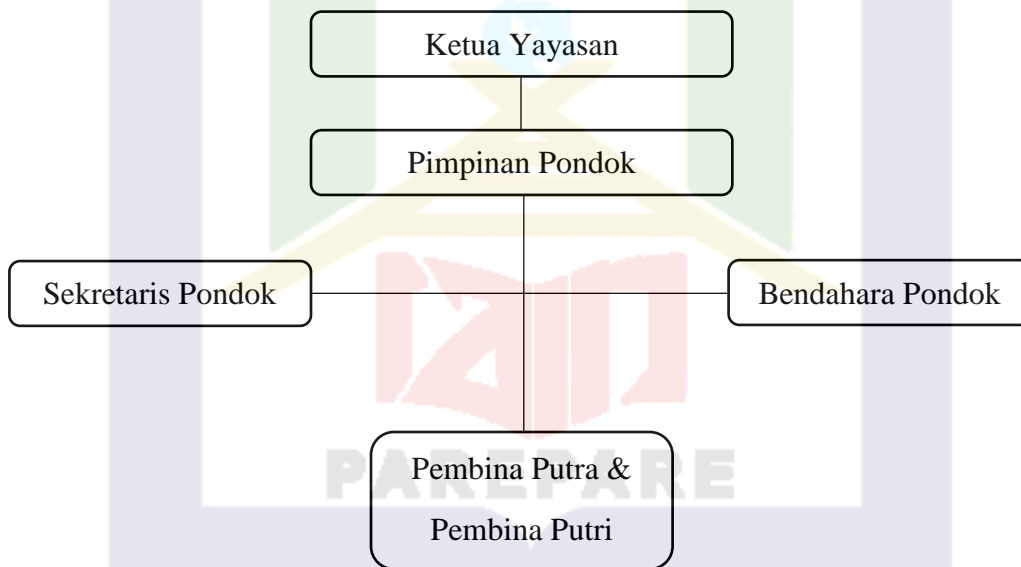 Ketua Yayasan
Pimpinan Pondok
Sekretaris Pondok
Bendahara Pondok
Pembina Putra &
Pembina Putri
PAREPARE